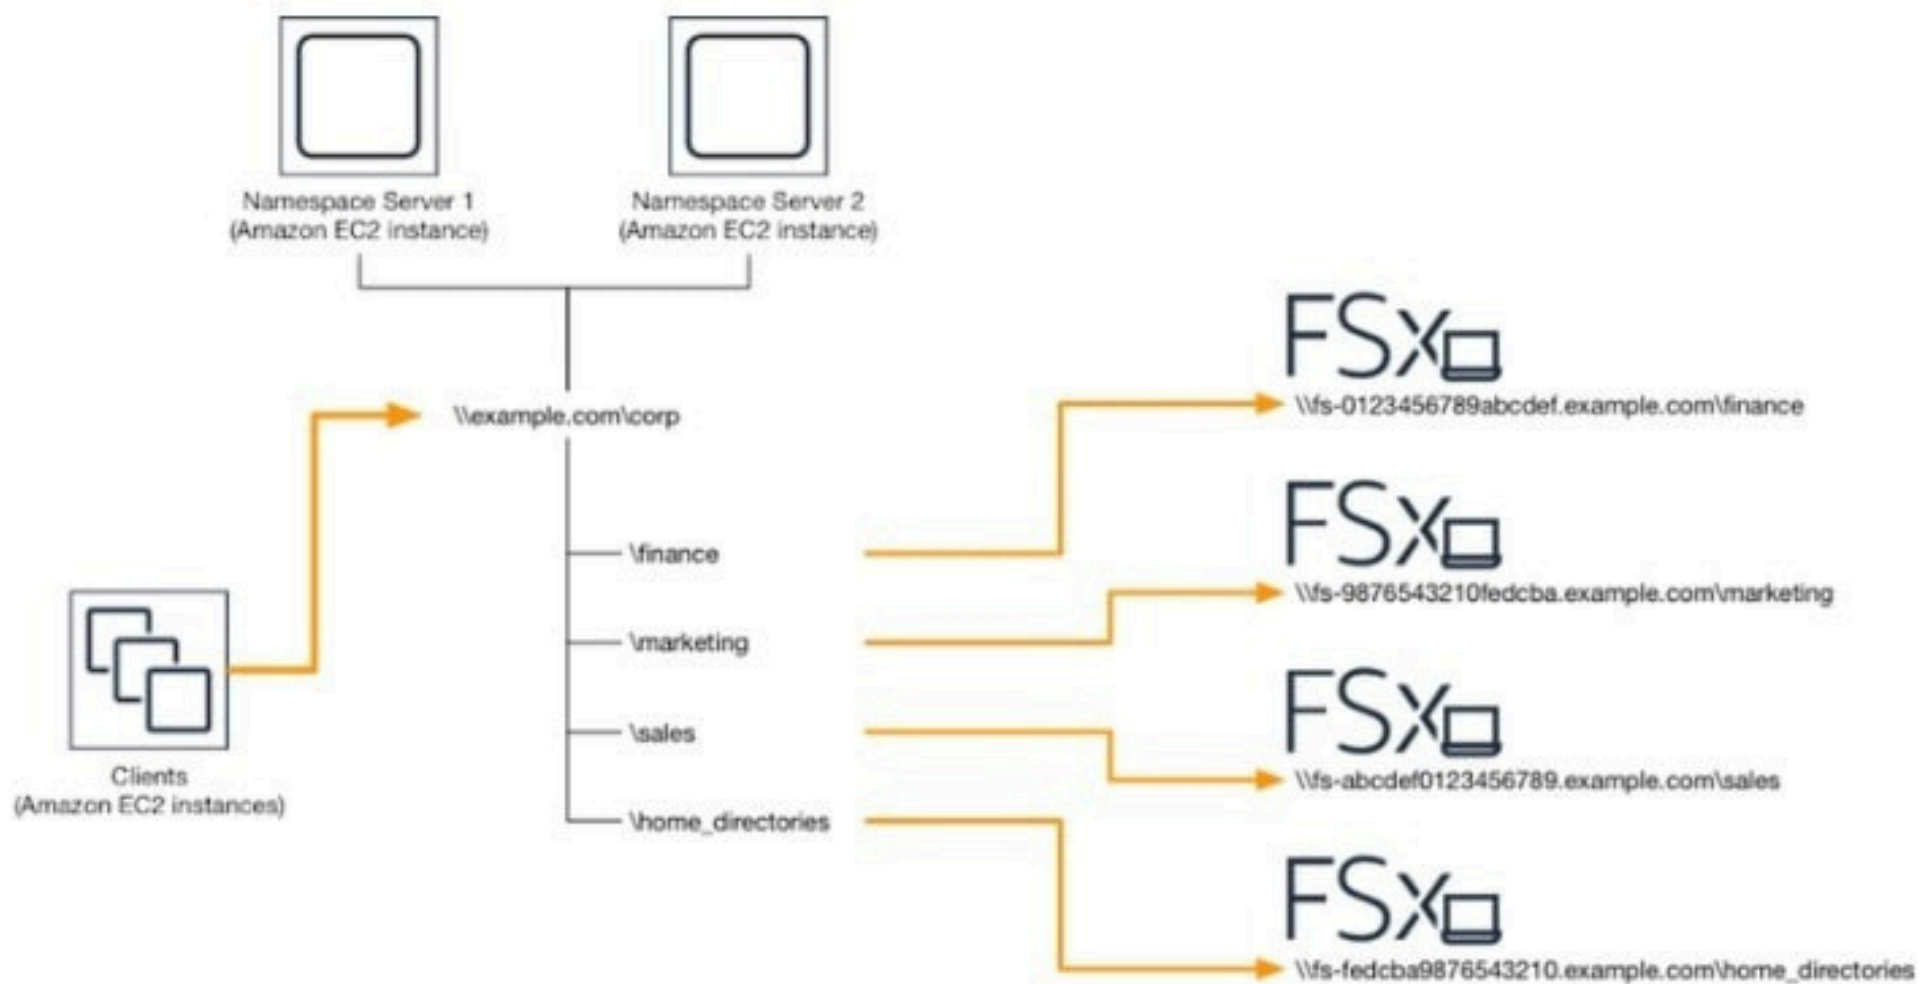 Namespace Server 1
(Amazon EC2 instance)
Namespace Server 2
(Amazon EC2 instance)
\\example.com\corp
\finance
\marketing
\sales
\home_directories
Clients
(Amazon EC2 instances)
FSx
\\fs-0123456789abcdef.example.com\finance
FSx
\\fs-9876543210fedcba.example.com\marketing
FSx
\\fs-abcdef0123456789.example.com\sales
FSx
\\fs-fedcba9876543210.example.com\home_directories